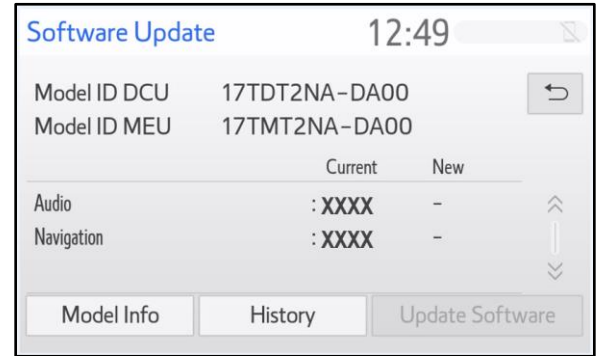 Software Update 12:49
Model ID DCU 17TDT2NA-DA00
Model ID MEU 17TMT2NA-DA00
Current New
Audio : XXXX -
Navigation : XXXX -
Model Info History Update Software